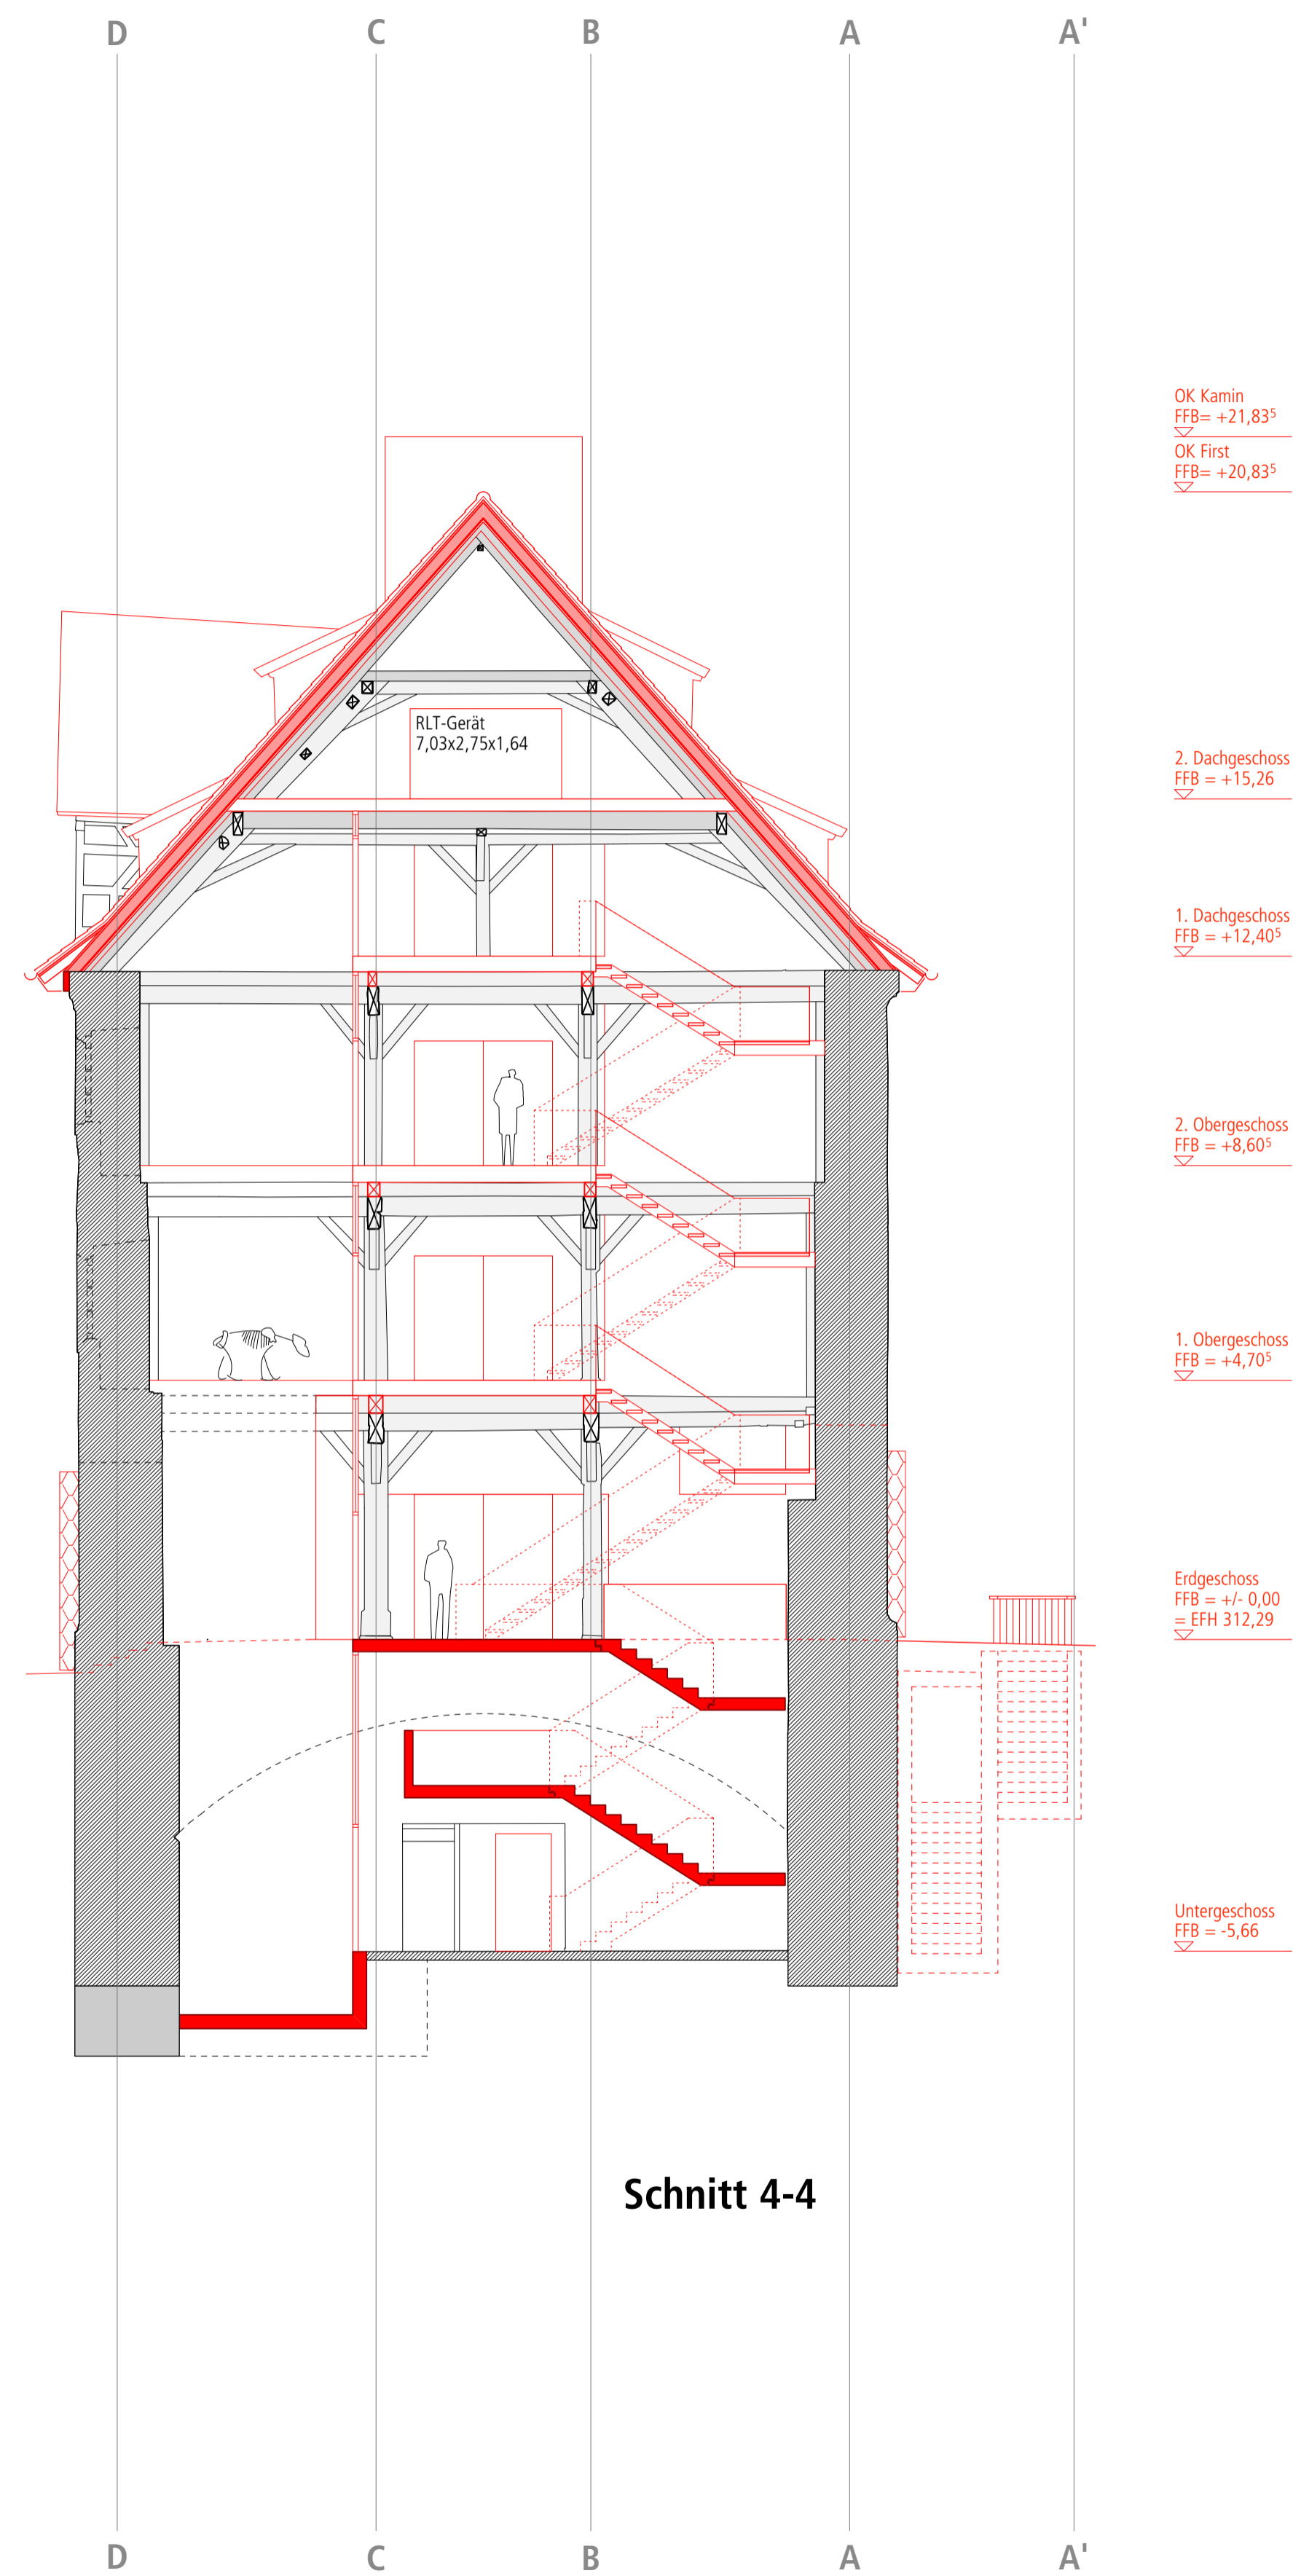 D C B A A'
OK Kamin
FFB= +21,83⁵
OK First
FFB= +20,83⁵
RLT-Gerät
7,03x2,75x1,64
2. Dachgeschoss
FFB = +15,26
1. Dachgeschoss
FFB = +12,40⁵
2. Obergeschoss
FFB = +8,60⁵
1. Obergeschoss
FFB = +4,70⁵
Erdgeschoss
FFB = +/- 0,00
= EFH 312,29
Untergeschoss
FFB = -5,66
Schnitt 4-4
D C B A A'